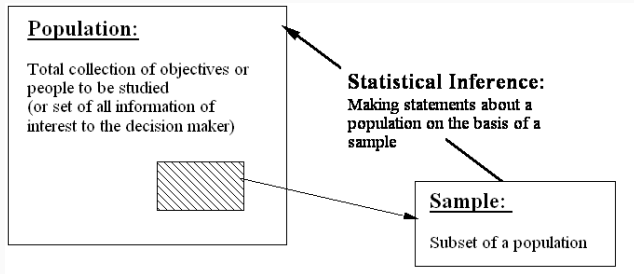 Population:
Total collection of objectives or
people to be studied
(or set of all information of
interest to the decision maker)
Statistical Inference:
Making statements about a
population on the basis of a
sample
Sample:
Subset of a population